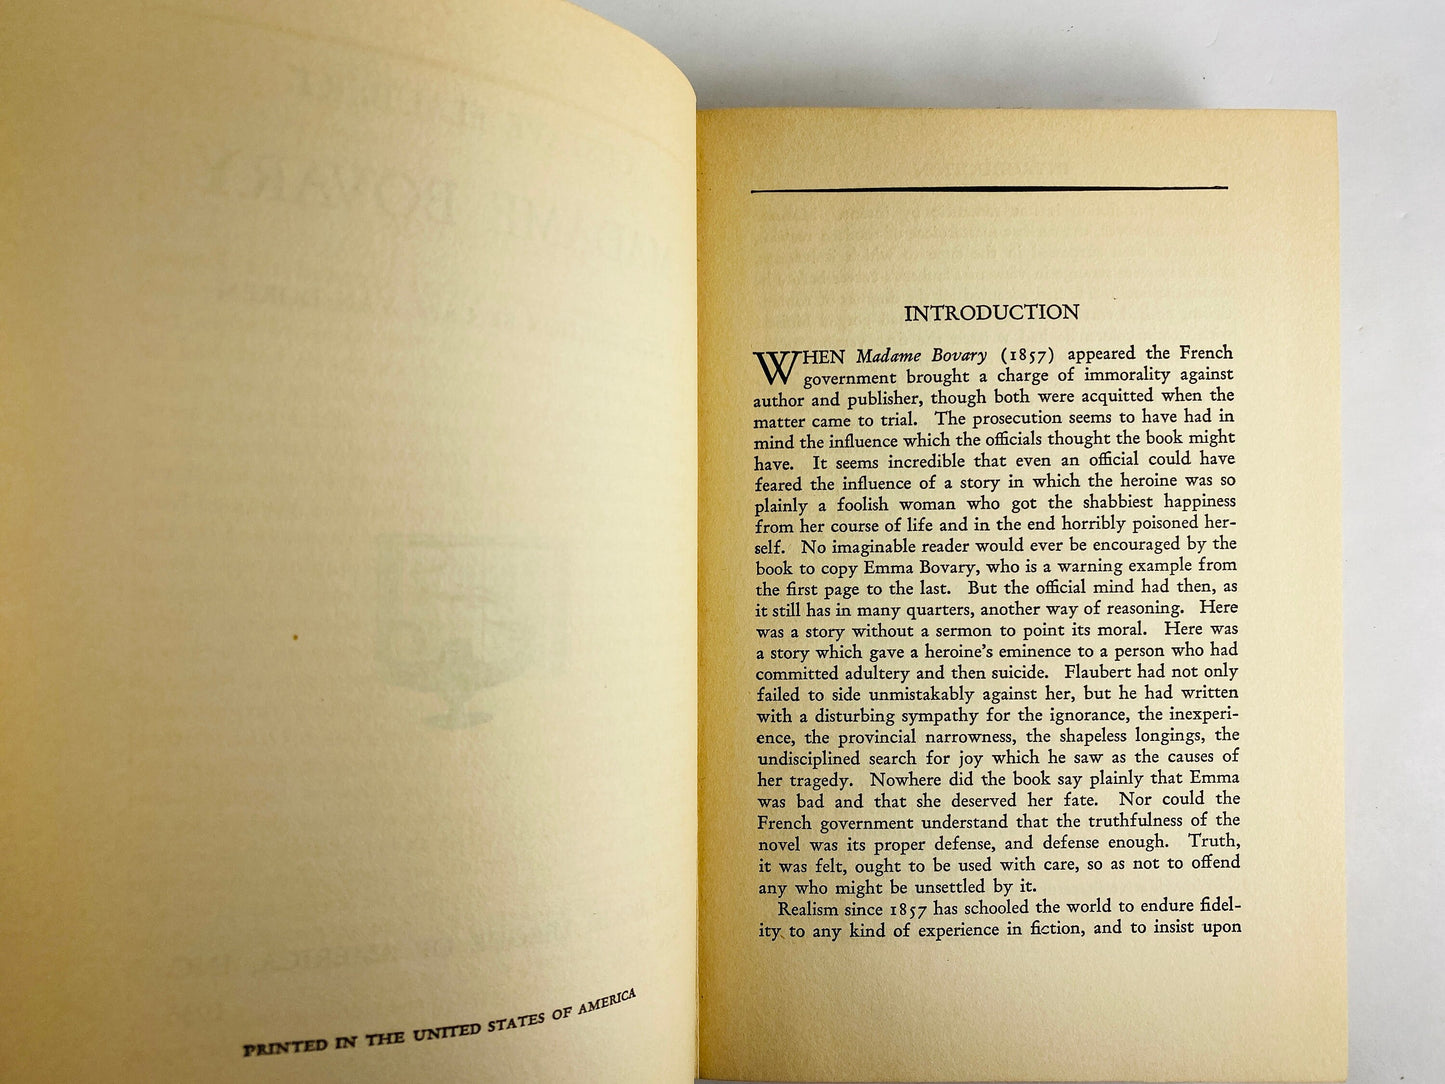 PRINTED IN THE UNITED STATES OF AMERICA
INTRODUCTION
WHEN Madame Bovary (1857) appeared the French
government brought a charge of immorality against
author and publisher, though both were acquitted when the
matter came to trial. The prosecution seems to have had in
mind the influence which the officials thought the book might
have. It seems incredible that even an official could have
feared the influence of a story in which the heroine was so
plainly a foolish woman who got the shabbiest happiness
from her course of life and in the end horribly poisoned her-
self. No imaginable reader would ever be encouraged by the
book to copy Emma Bovary, who is a warning example from
the first page to the last. But the official mind had then, as
it still has in many quarters, another way of reasoning. Here
was a story without a sermon to point its moral. Here was
a story which gave a heroine's eminence to a person who had
committed adultery and then suicide. Flaubert had not only
failed to side unmistakably against her, but he had written
with a disturbing sympathy for the ignorance, the inexperi-
ence, the provincial narrowness, the shapeless longings, the
undisciplined search for joy which he saw as the causes of
her tragedy. Nowhere did the book say plainly that Emma
was bad and that she deserved her fate. Nor could the
French government understand that the truthfulness of the
novel was its proper defense, and defense enough. Truth,
it was felt, ought to be used with care, so as not to offend
any who might be unsettled by it.
Realism since 1857 has schooled the world to endure fidel-
ity to any kind of experience in fiction, and to insist upon